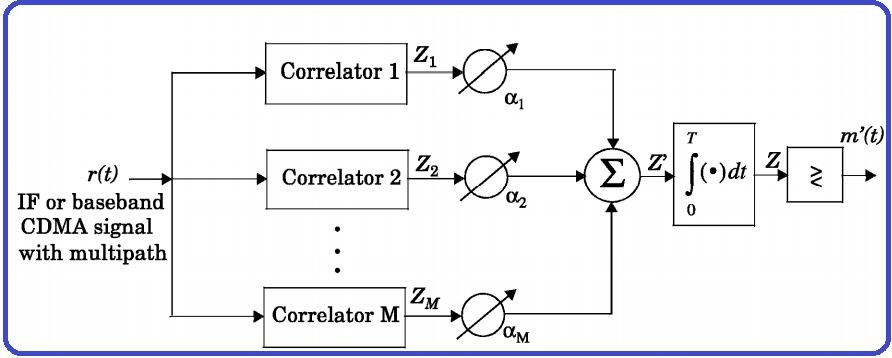 Correlator 1
Z1
α1
r(t)
IF or baseband
CDMA signal
with multipath
Correlator 2
Z2
α2
Σ
Z'
T
∫(•)dt
0
Z
≷
m'(t)
Correlator M
ZM
αM